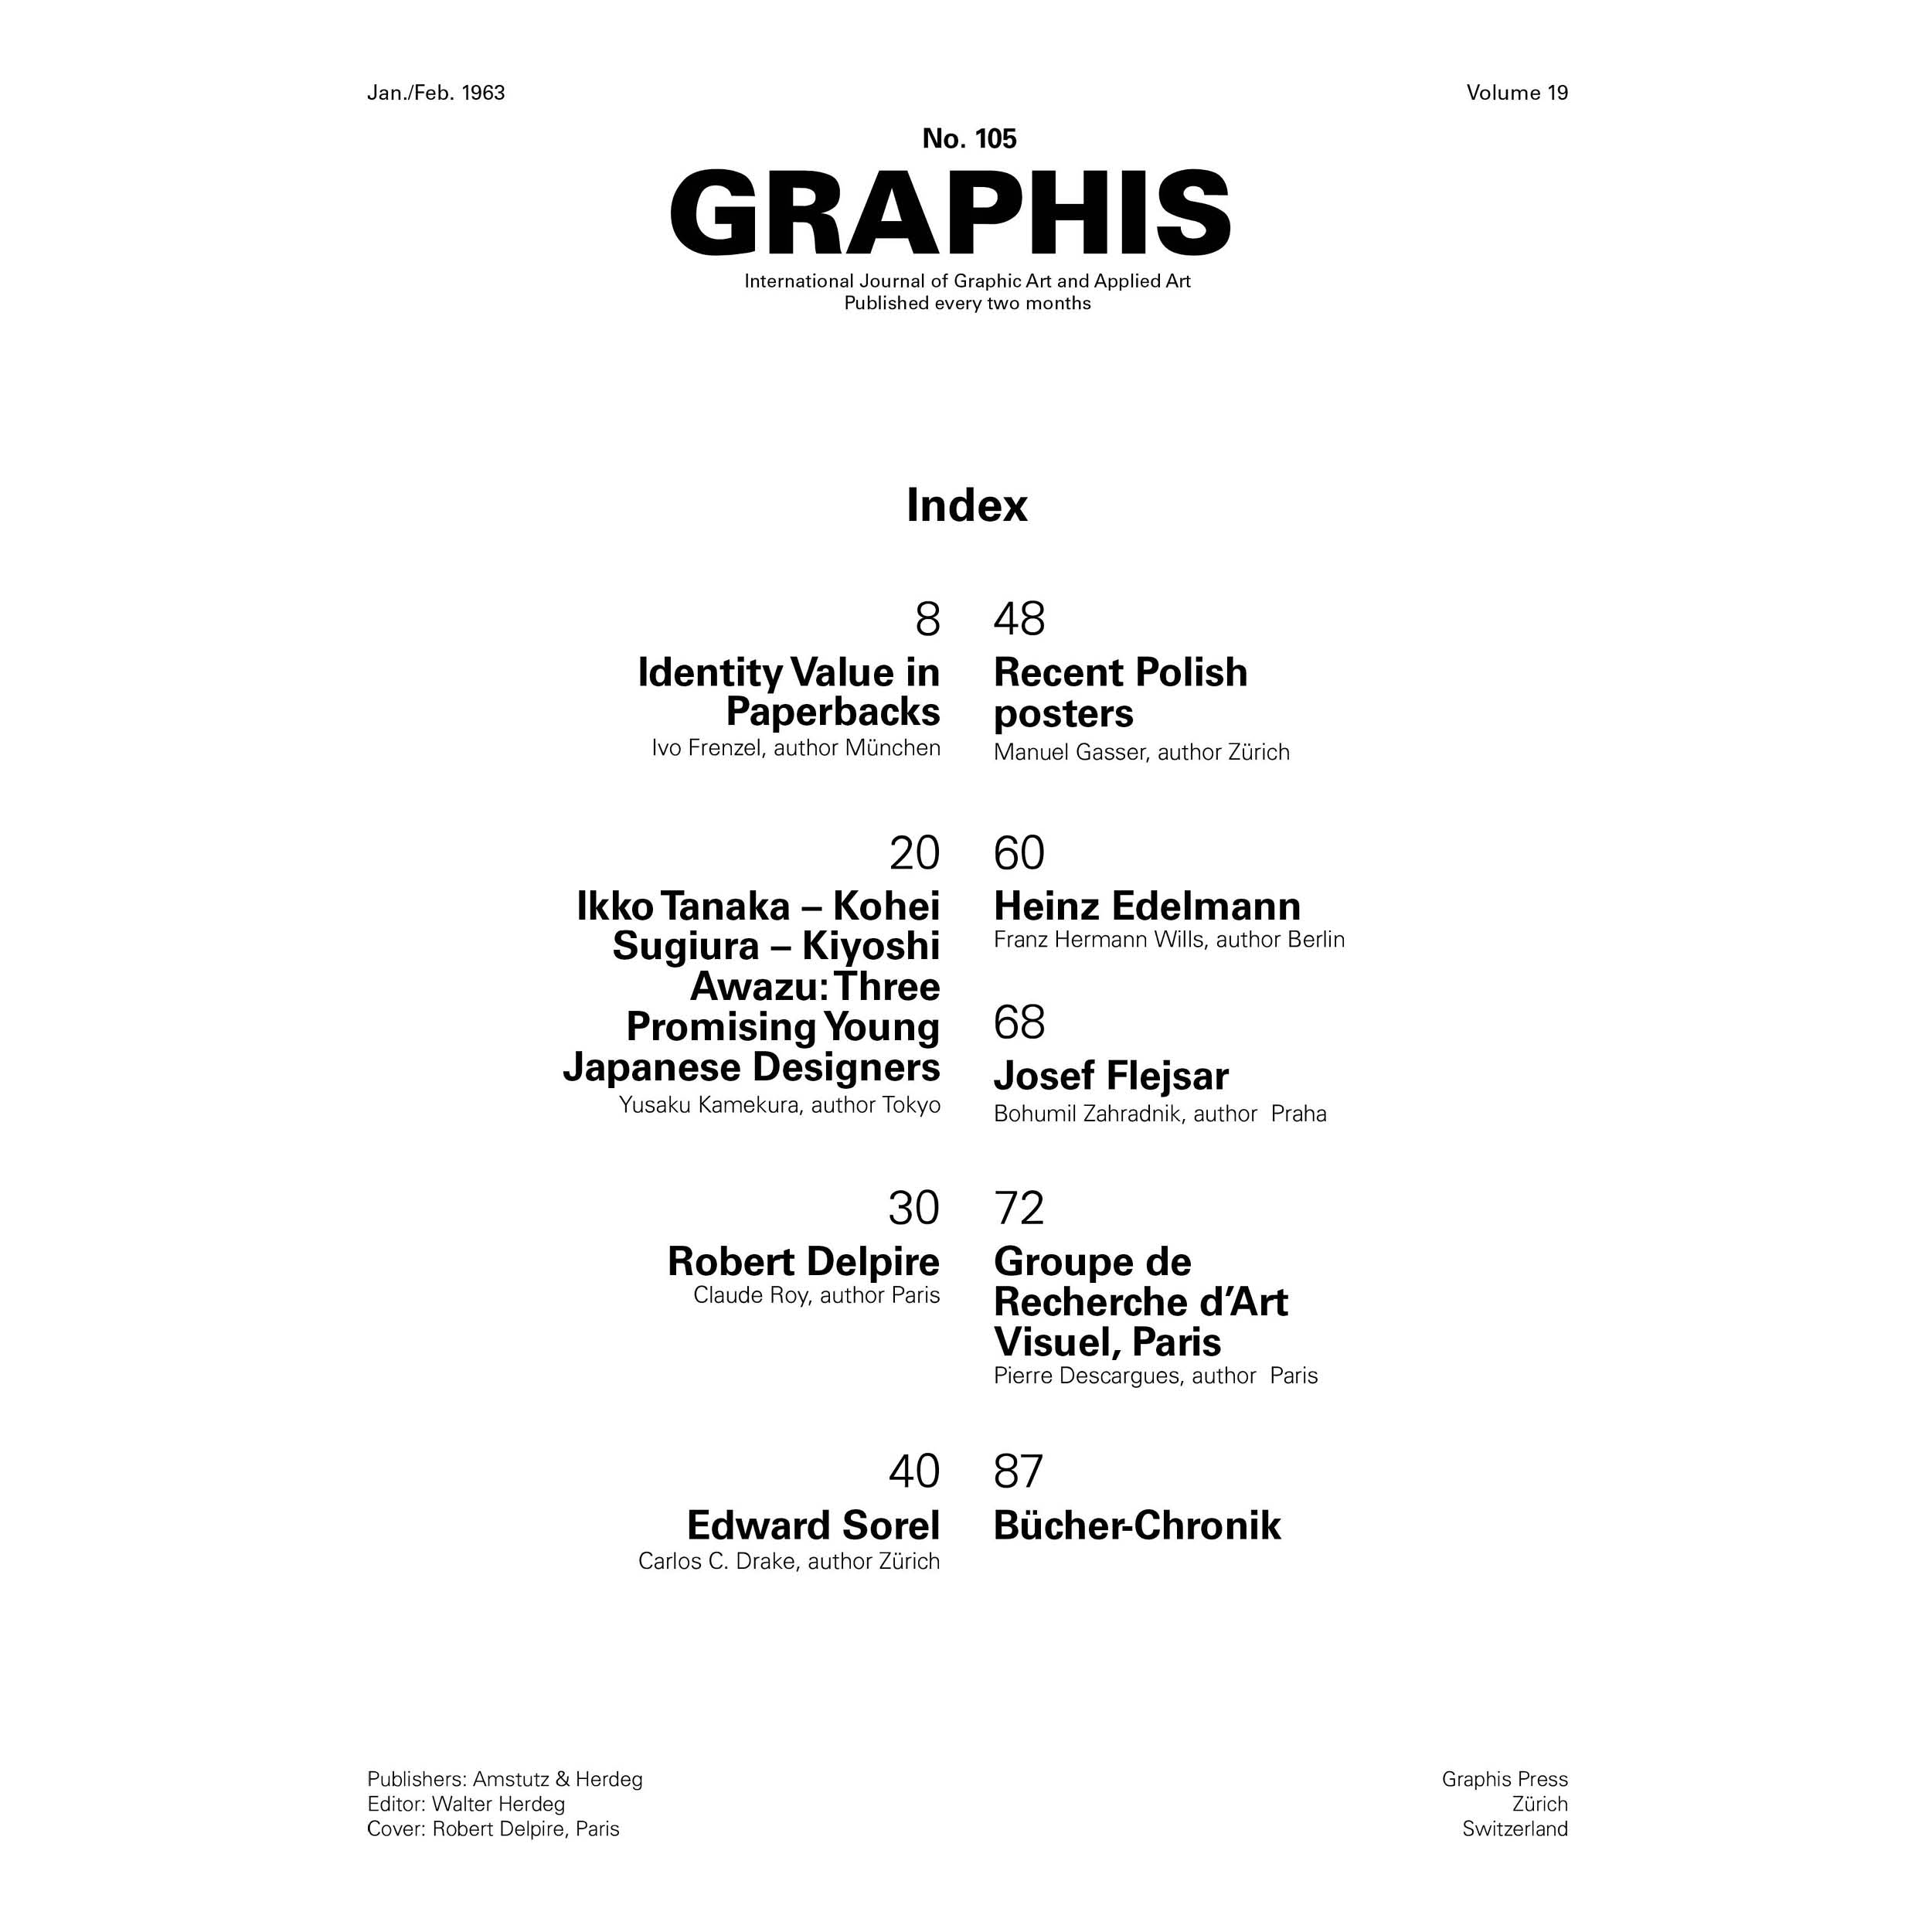 Jan./Feb. 1963
Volume 19
No. 105
GRAPHIS
International Journal of Graphic Art and Applied Art
Published every two months
Index
8
Identity Value in
Paperbacks
Ivo Frenzel, author München
20
Ikko Tanaka – Kohei
Sugiura – Kiyoshi
Awazu: Three
Promising Young
Japanese Designers
Yusaku Kamekura, author Tokyo
30
Robert Delpire
Claude Roy, author Paris
40
Edward Sorel
Carlos C. Drake, author Zürich
48
Recent Polish
posters
Manuel Gasser, author Zürich
60
Heinz Edelmann
Franz Hermann Wills, author Berlin
68
Josef Flejsar
Bohumil Zahradnik, author  Praha
72
Groupe de
Recherche d’Art
Visuel, Paris
Pierre Descargues, author  Paris
87
Bücher-Chronik
Publishers: Amstutz & Herdeg
Editor: Walter Herdeg
Cover: Robert Delpire, Paris
Graphis Press
Zürich
Switzerland